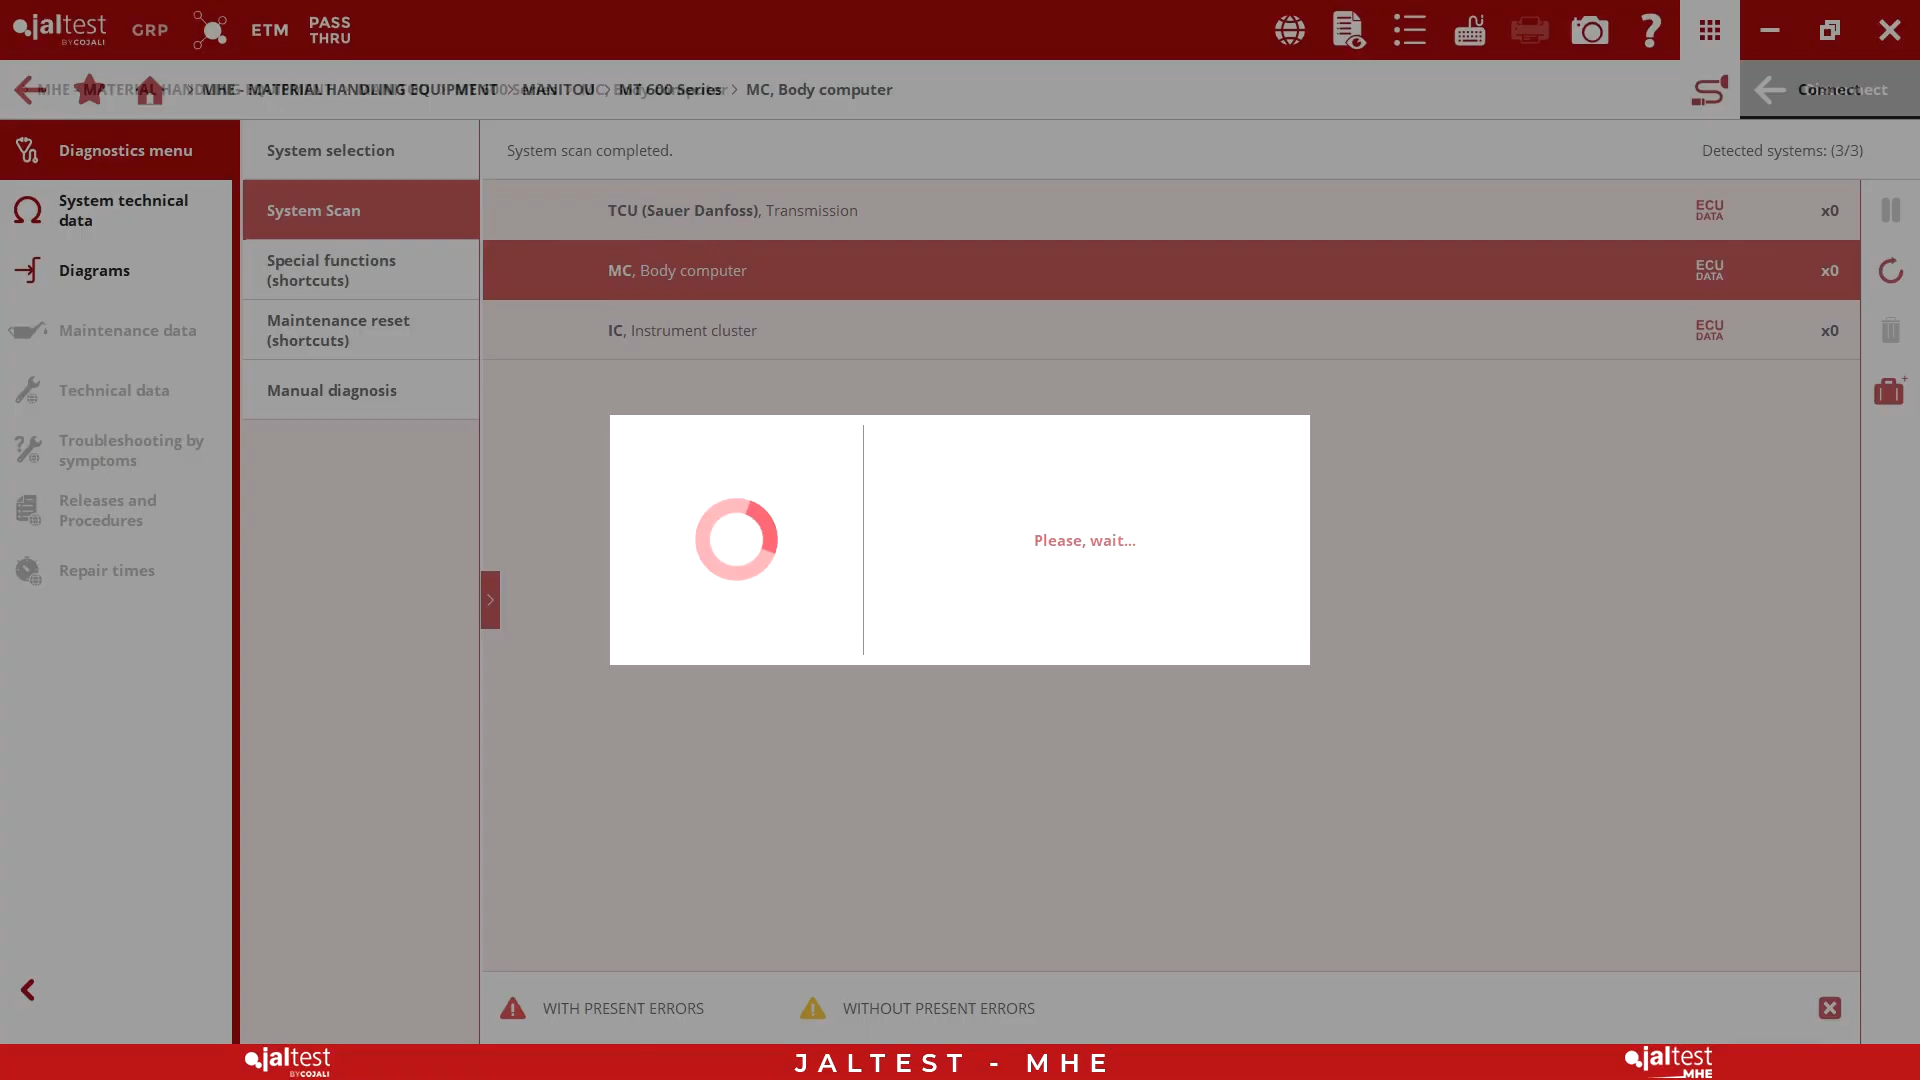 jaltest
BY COJALI
GRP
ETM
PASS
THRU
MHE - MATERIAL HANDLING EQUIPMENT > MANITOU > MT 600 Series > MC, Body computer
Diagnostics menu
System technical
data
Diagrams
Maintenance data
Technical data
Troubleshooting by
symptoms
Releases and
Procedures
Repair times
System selection
System Scan
Special functions
(shortcuts)
Maintenance reset
(shortcuts)
Manual diagnosis
System scan completed.
Detected systems: (3/3)
TCU (Sauer Danfoss), Transmission
ECU
DATA
x0
MC, Body computer
ECU
DATA
x0
IC, Instrument cluster
ECU
DATA
x0
Please, wait...
WITH PRESENT ERRORS
WITHOUT PRESENT ERRORS
jaltest
BY COJALI
JALTEST - MHE
jaltest
MHE